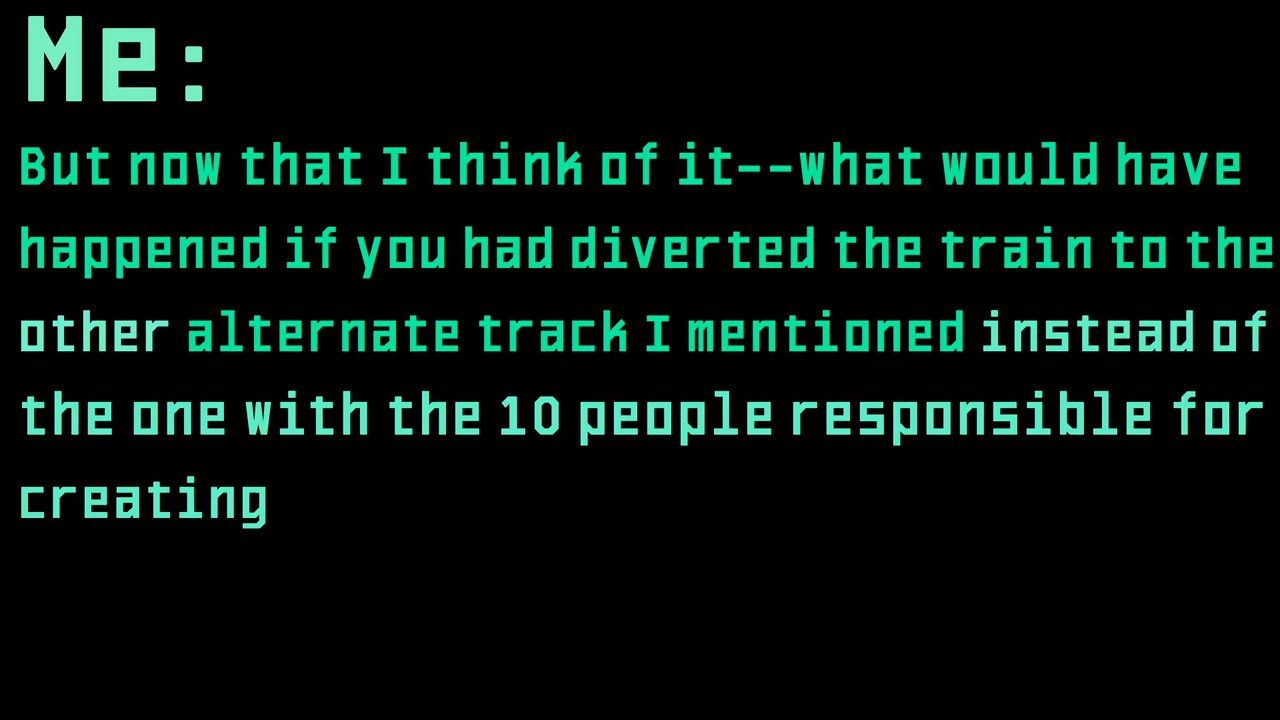 Me:
But now that I think of it--what would have
happened if you had diverted the train to the
other alternate track I mentioned instead of
the one with the 10 people responsible for
creating